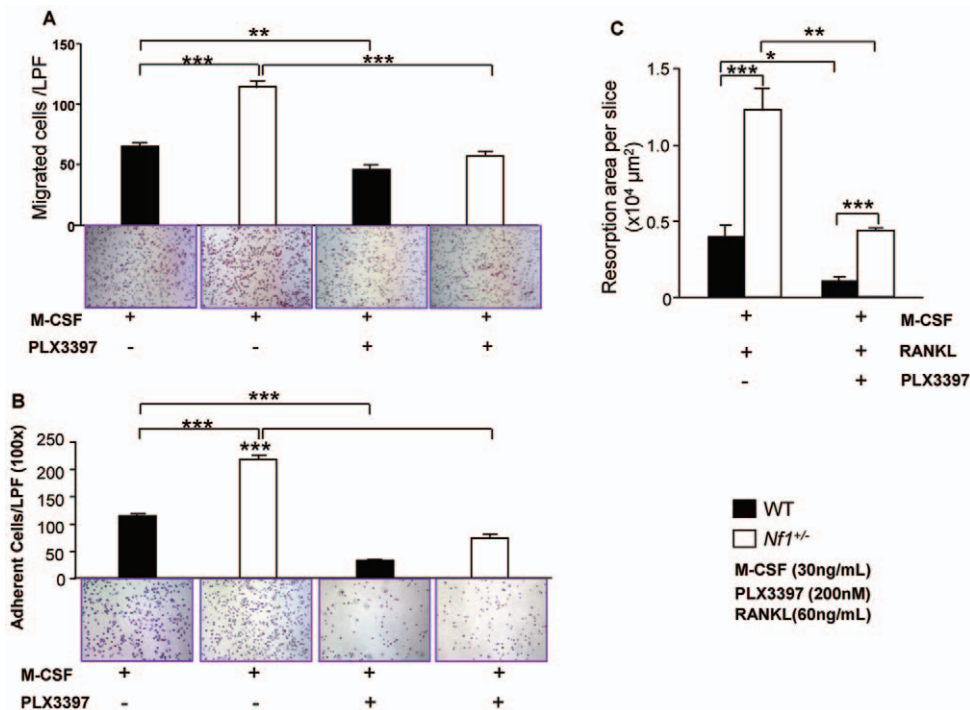 A
**
***
***
150
100
50
0
Migrated cells /LPF
M-CSF + + + +
PLX3397 - - + +
B
***
***
***
250
200
150
100
50
0
Adherent Cells/LPF (100x)
M-CSF + + + +
PLX3397 - - + +
C
**
*
***
***
1.5
1.0
0.5
0
Resorption area per slice
(x10⁴ µm²)
+ + M-CSF
+ + RANKL
- + PLX3397
WT
Nf1⁺/⁻
M-CSF (30ng/mL)
PLX3397 (200nM)
RANKL(60ng/mL)